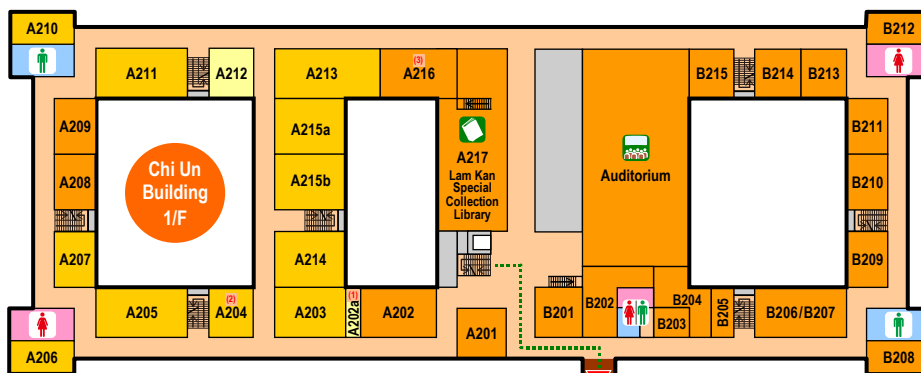 A210
B212
A211
A212
A213
(3)
A216
B215
B214
B213
A209
A215a
B211
Chi Un
Building
1/F
A217
Lam Kan
Special
Collection
Library
Auditorium
A208
A215b
B210
A207
A214
B209
A205
(2)
A204
A203
(1)
A202a
A202
A201
B201
B202
B204
B203
B205
B206/B207
A206
B208